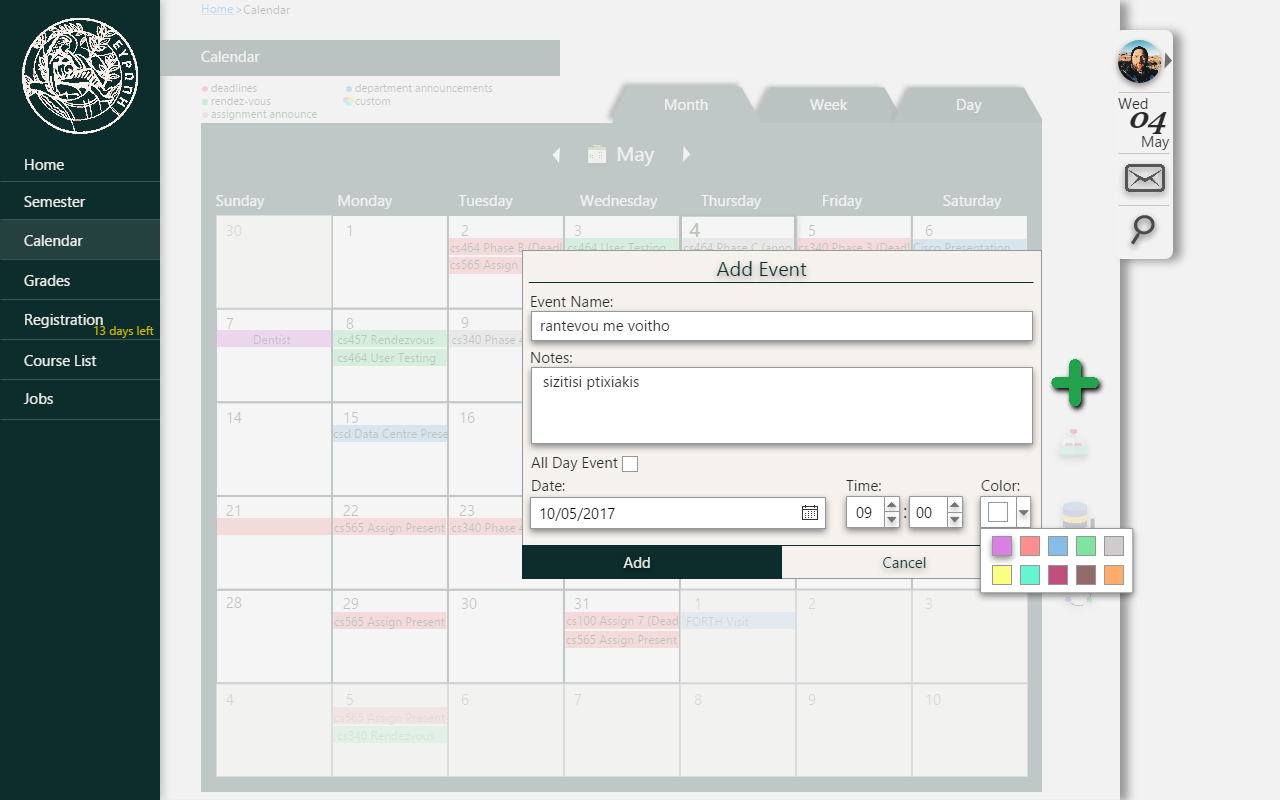 Home >Calendar
Calendar
deadlines
rendez-vous
assignment announce
department announcements
custom
Month Week Day
May
Sunday Monday Tuesday Wednesday Thursday Friday Saturday
30 1 2 3 4 5 6
cs464 Phase B (Deadl cs464 User Testing cs464 Phase C (anno cs340 Phase 3 (Deadl Cisco Presentation
cs565 Assign
7 8 9
Dentist cs457 Rendezvous cs340 Phase 4
cs464 User Testing
14 15 16
csd Data Centre Prese
21 22 23
cs565 Assign Present cs340 Phase 4
28 29 30 31 1 2 3
cs565 Assign Present cs100 Assign 7 (Dead FORTH Visit
cs565 Assign Present
4 5 6 7 8 9 10
cs565 Assign Present
cs340 Rendezvous
Add Event
Event Name:
rantevou me voitho
Notes:
sizitisi ptixiakis
All Day Event
Date: Time: Color:
10/05/2017 09 : 00
Add Cancel
ΕΥΡΩΠΗ
Home
Semester
Calendar
Grades
Registration
13 days left
Course List
Jobs
Wed
04
May